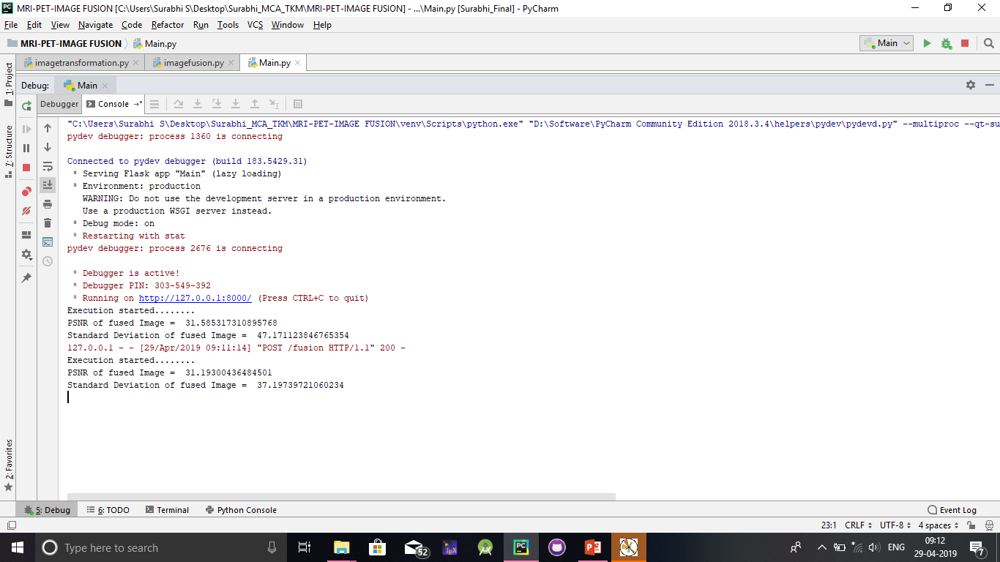 MRI-PET-IMAGE FUSION [C:\Users\Surabhi S\Desktop\Surabhi_MCA_TKM\MRI-PET-IMAGE FUSION] - ...\Main.py [Surabhi_Final] - PyCharm
File Edit View Navigate Code Refactor Run Tools VCS Window Help
MRI-PET-IMAGE FUSION Main.py Main
imagetransformation.py imagefusion.py Main.py
1: Project
7: Structure
2: Favorites
Debug: Main
Debugger Console
"C:\Users\Surabhi S\Desktop\Surabhi_MCA_TKM\MRI-PET-IMAGE FUSION\venv\Scripts\python.exe" "D:\Software\PyCharm Community Edition 2018.3.4\helpers\pydev\pydevd.py" --multiproc --qt-su
pydev debugger: process 1360 is connecting
Connected to pydev debugger (build 183.5429.31)
* Serving Flask app "Main" (lazy loading)
* Environment: production
WARNING: Do not use the development server in a production environment.
Use a production WSGI server instead.
* Debug mode: on
* Restarting with stat
pydev debugger: process 2676 is connecting
* Debugger is active!
* Debugger PIN: 303-549-392
* Running on http://127.0.0.1:8000/ (Press CTRL+C to quit)
Execution started........
PSNR of fused Image =  31.585317310895768
Standard Deviation of fused Image =  47.171123846765354
127.0.0.1 - - [29/Apr/2019 09:11:14] "POST /fusion HTTP/1.1" 200 -
Execution started........
PSNR of fused Image =  31.19300436484501
Standard Deviation of fused Image =  37.19739721060234
5: Debug 6: TODO Terminal Python Console Event Log
23:1 CRLF UTF-8 4 spaces
Type here to search 52 ENG 09:12
29-04-2019 7